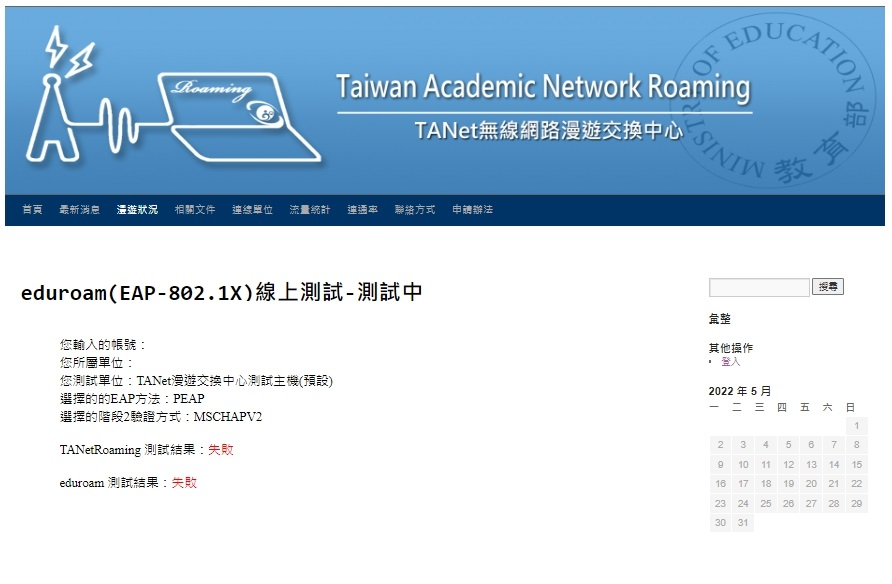 Roaming
Taiwan Academic Network Roaming
TANet無線網路漫遊交換中心
MINISTRY OF EDUCATION
教育部
首頁 最新消息 漫遊狀況 相關文件 連線單位 流量統計 連通率 聯絡方式 申請辦法
eduroam(EAP-802.1X)線上測試-測試中
您輸入的帳號：
您所屬單位：
您測試單位：TANet漫遊交換中心測試主機(預設)
選擇的的EAP方法：PEAP
選擇的階段2驗證方式：MSCHAPV2
TANetRoaming 測試結果：失敗
eduroam 測試結果：失敗
搜尋
彙整
其他操作
登入
2022 年 5 月
一 二 三 四 五 六 日
1
2 3 4 5 6 7 8
9 10 11 12 13 14 15
16 17 18 19 20 21 22
23 24 25 26 27 28 29
30 31